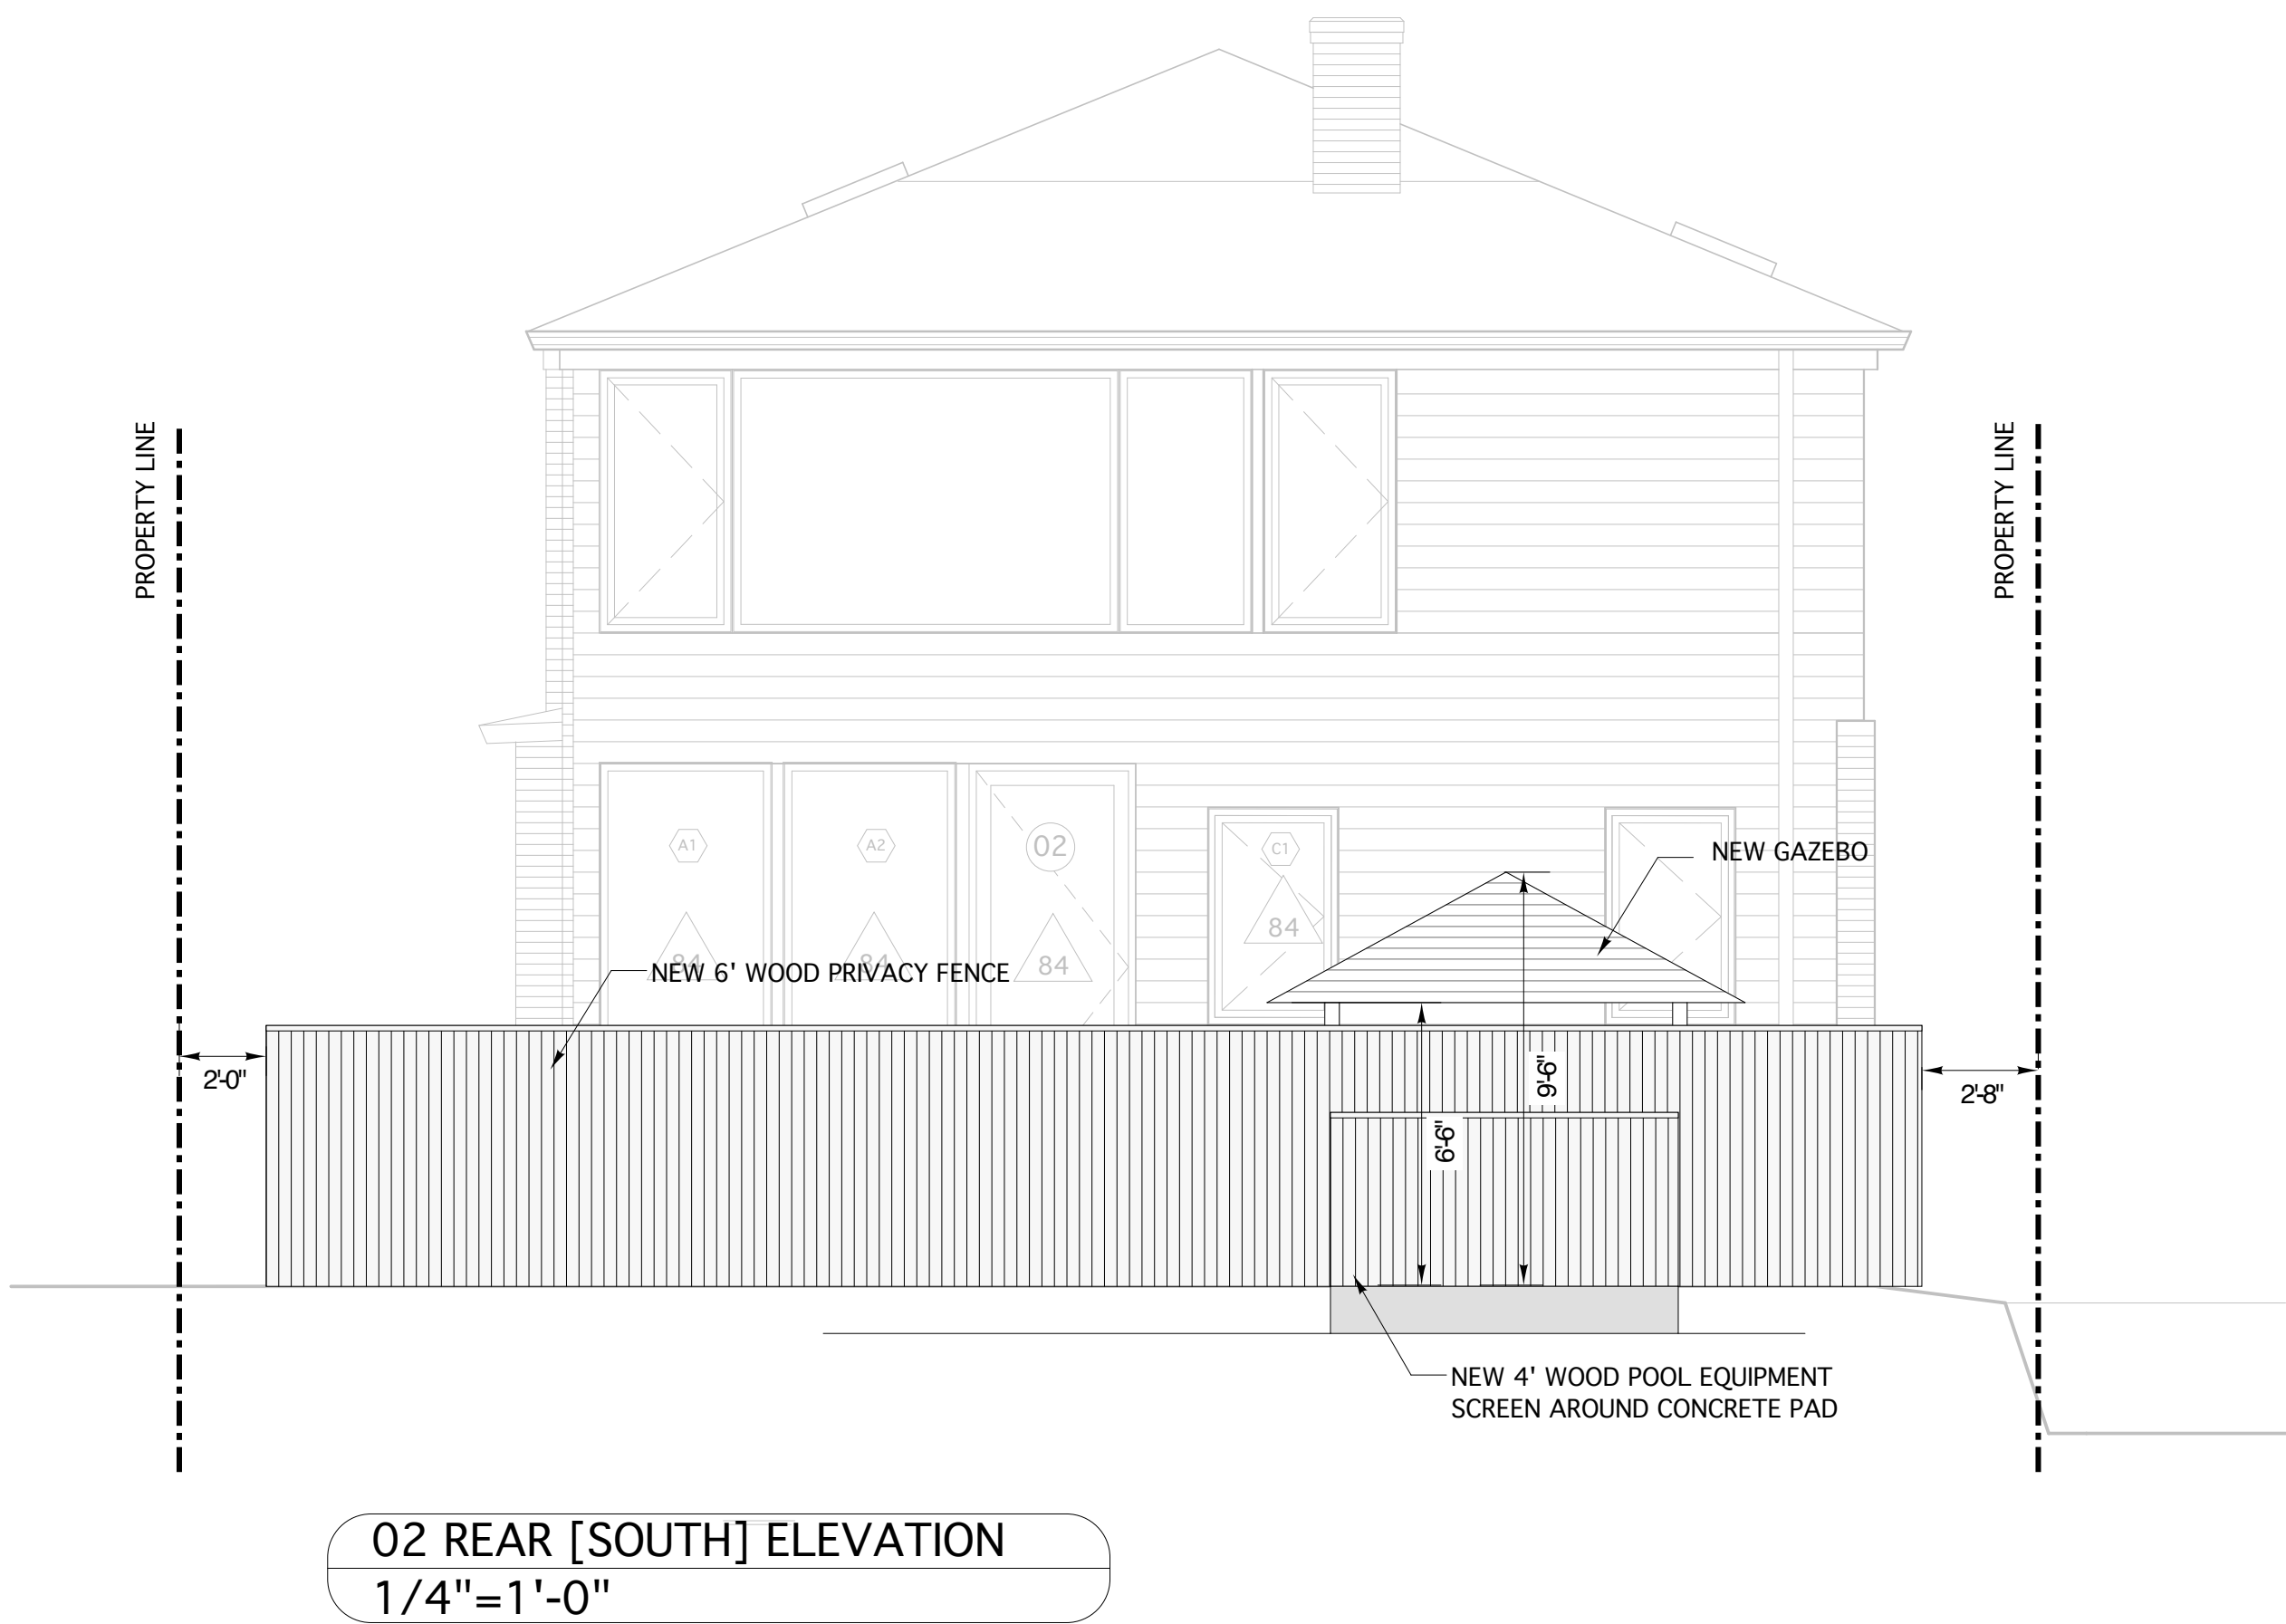 PROPERTY LINE
PROPERTY LINE
A1
A2
02
C1
NEW GAZEBO
84
84
84
84
NEW 6' WOOD PRIVACY FENCE
2'-0"
9'-6"
6'-6"
2'-8"
NEW 4' WOOD POOL EQUIPMENT
SCREEN AROUND CONCRETE PAD
02 REAR [SOUTH] ELEVATION
1/4"=1'-0"